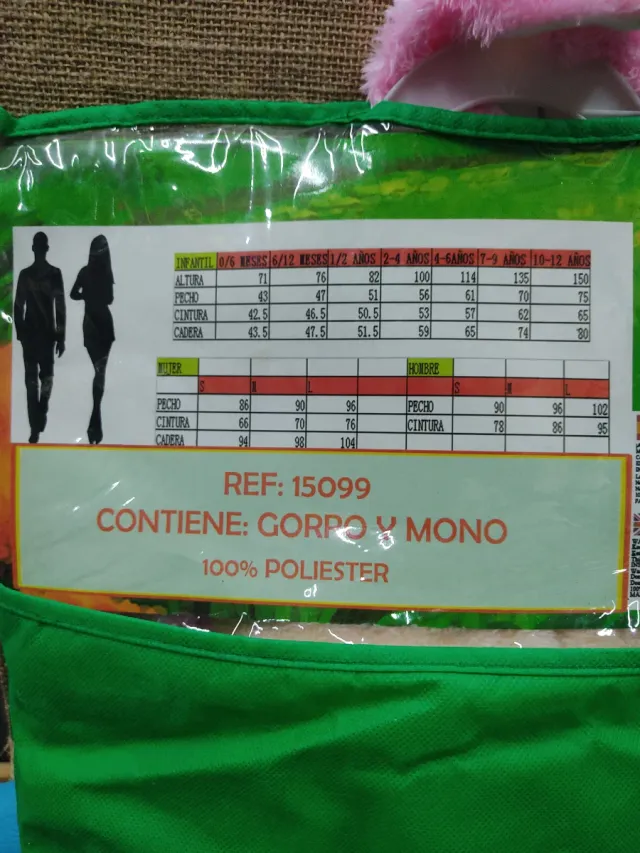 INFANTIL 0/6 MESES 6/12 MESES 1/2 AÑOS 2-4 AÑOS 4-6AÑOS 7-9 AÑOS 10-12 AÑOS
ALTURA 71 76 82 100 114 135 150
PECHO 43 47 51 56 61 70 75
CINTURA 42.5 46.5 50.5 53 57 62 65
CADERA 43.5 47.5 51.5 59 65 74 80
MUJER HOMBRE
S M L S M L
PECHO 86 90 96 PECHO 90 96 102
CINTURA 66 70 76 CINTURA 78 86 95
CADERA 94 98 104
REF: 15099
CONTIENE: GORRO Y MONO
100% POLIESTER